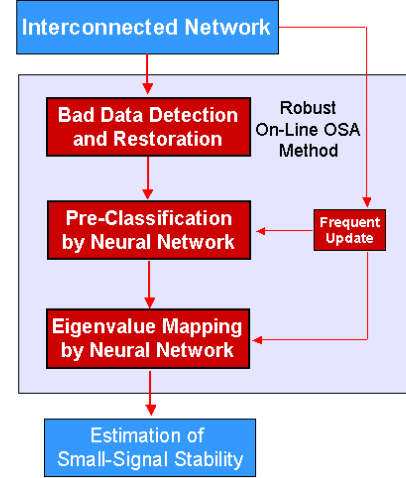 Interconnected Network
Bad Data Detection
and Restoration
Robust
On-Line OSA
Method
Pre-Classification
by Neural Network
Frequent
Update
Eigenvalue Mapping
by Neural Network
Estimation of
Small-Signal Stability